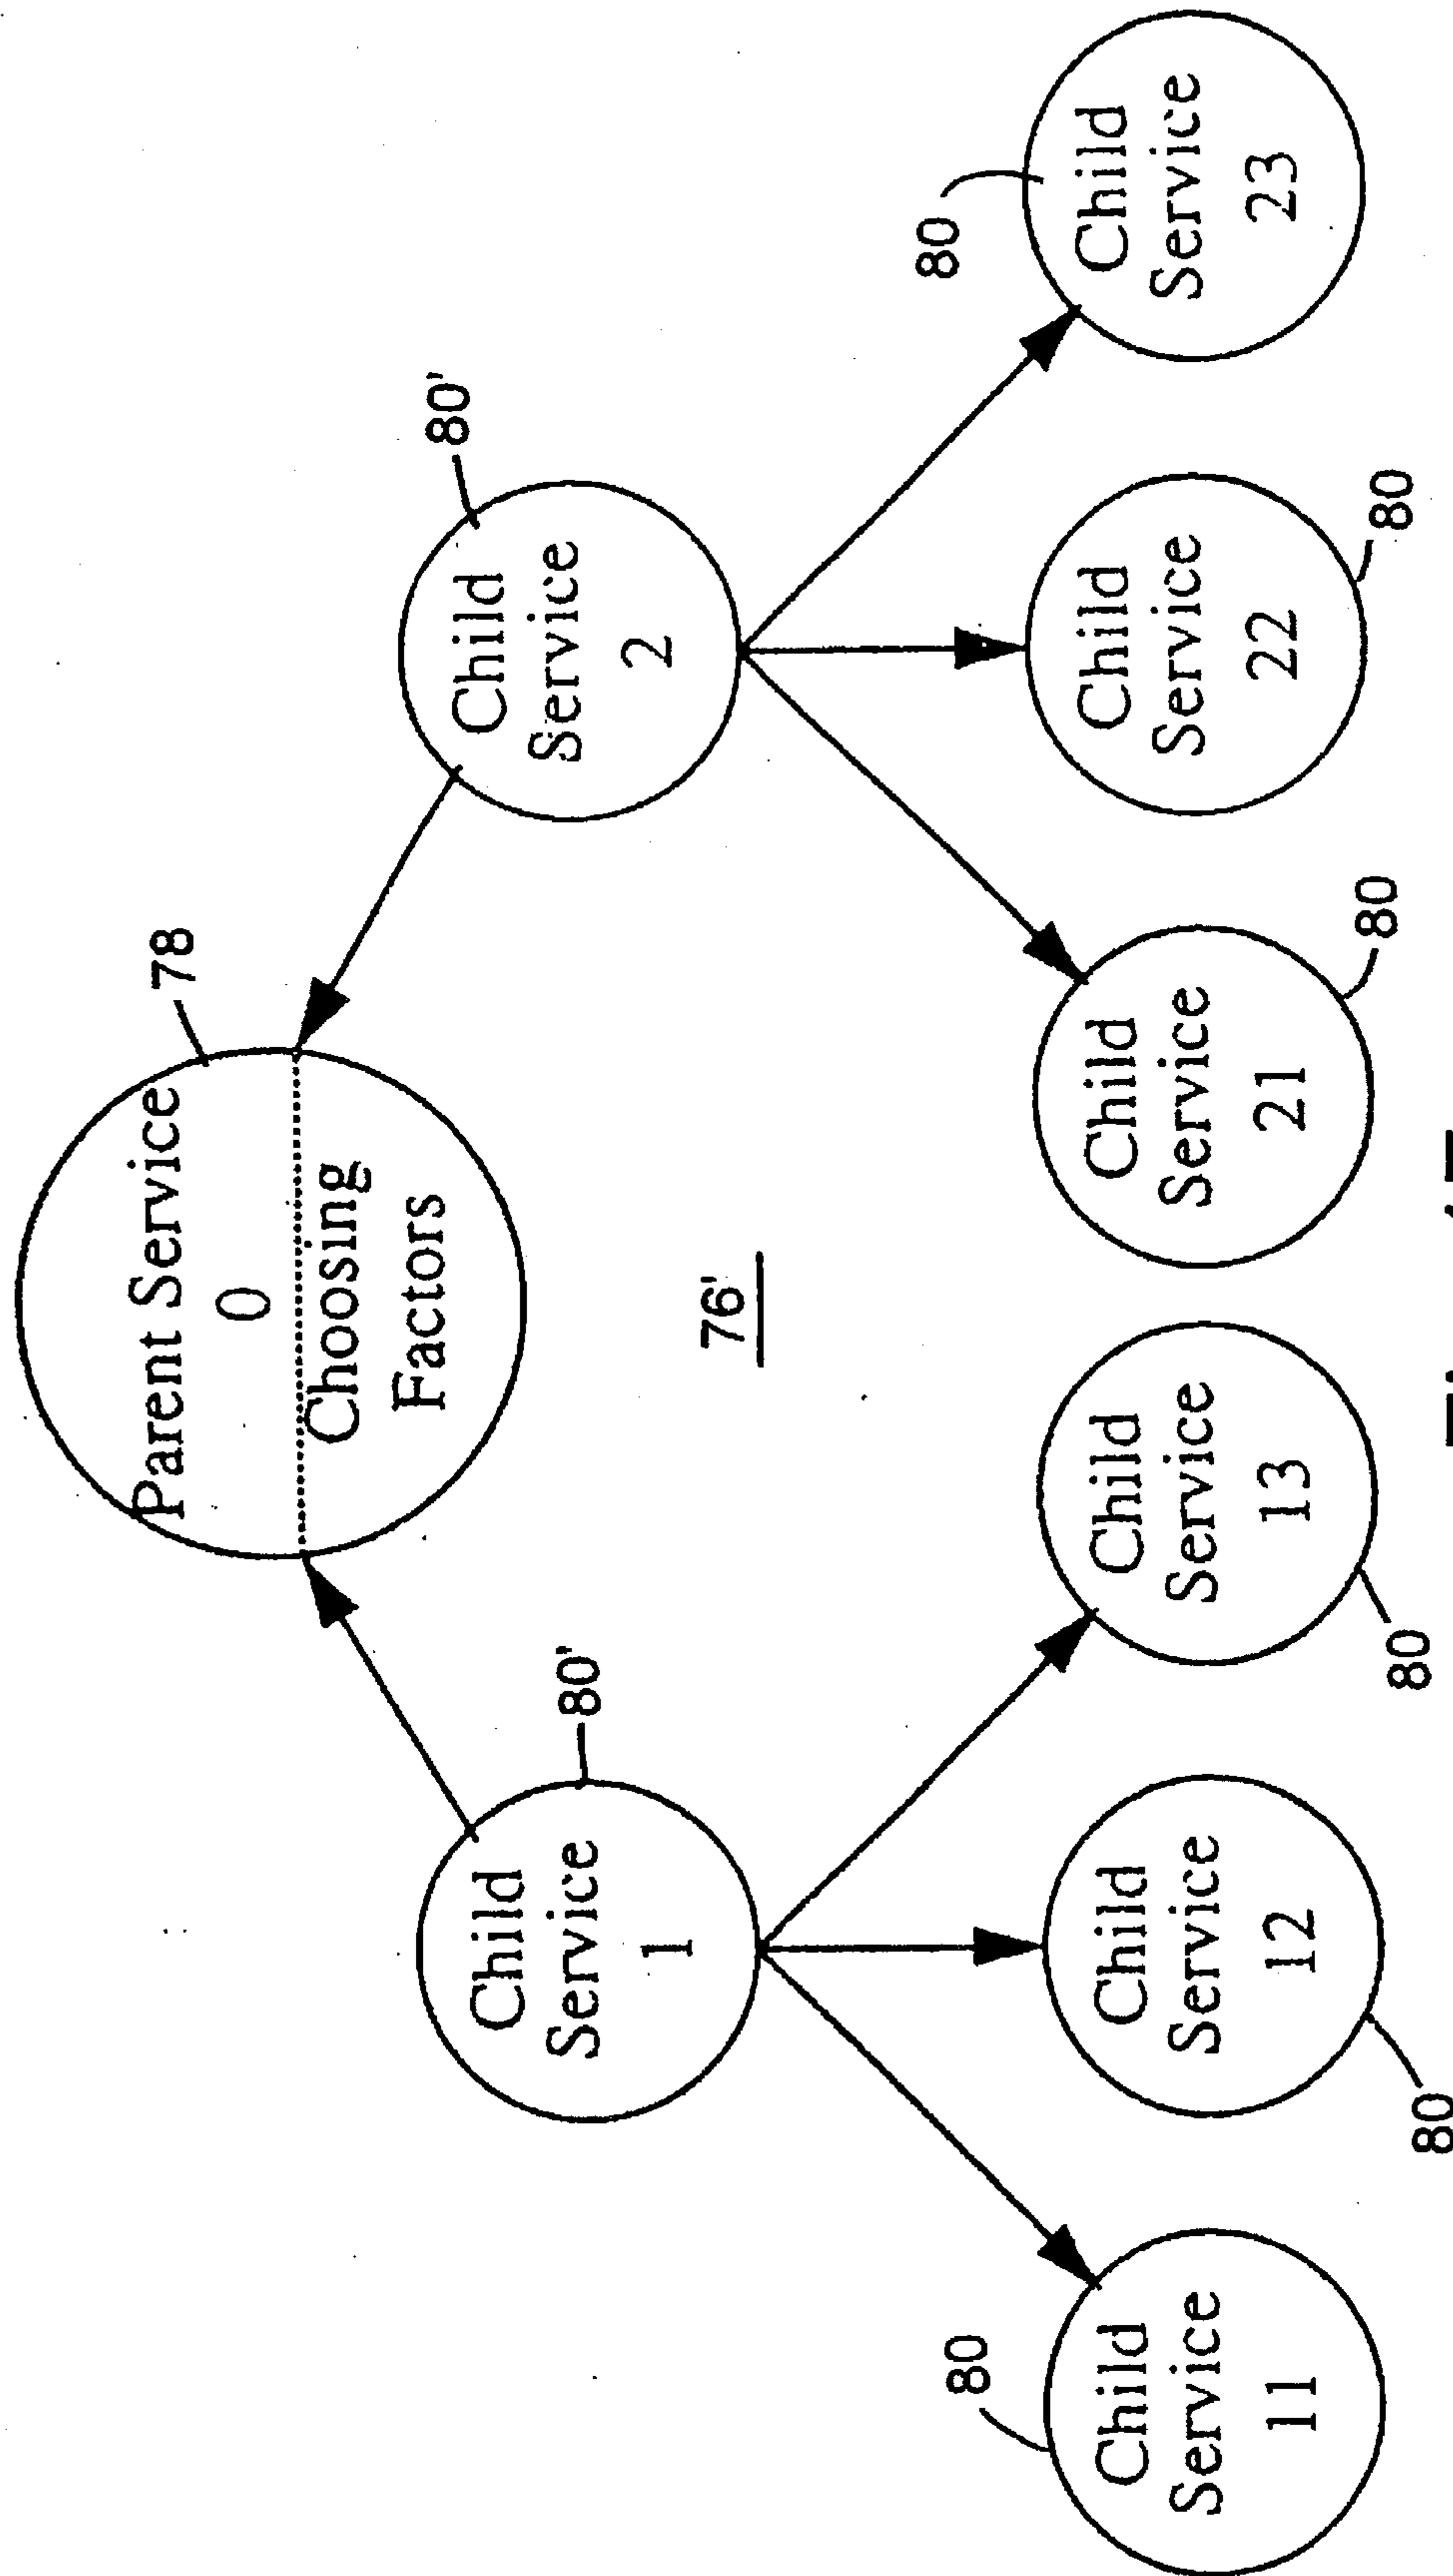 Parent Service
0
Choosing
Factors
78
Child
Service
1
80'
Child
Service
2
80'
76'
Child
Service
11
80
Child
Service
12
80
Child
Service
13
80
Child
Service
21
80
Child
Service
22
80
Child
Service
23
80